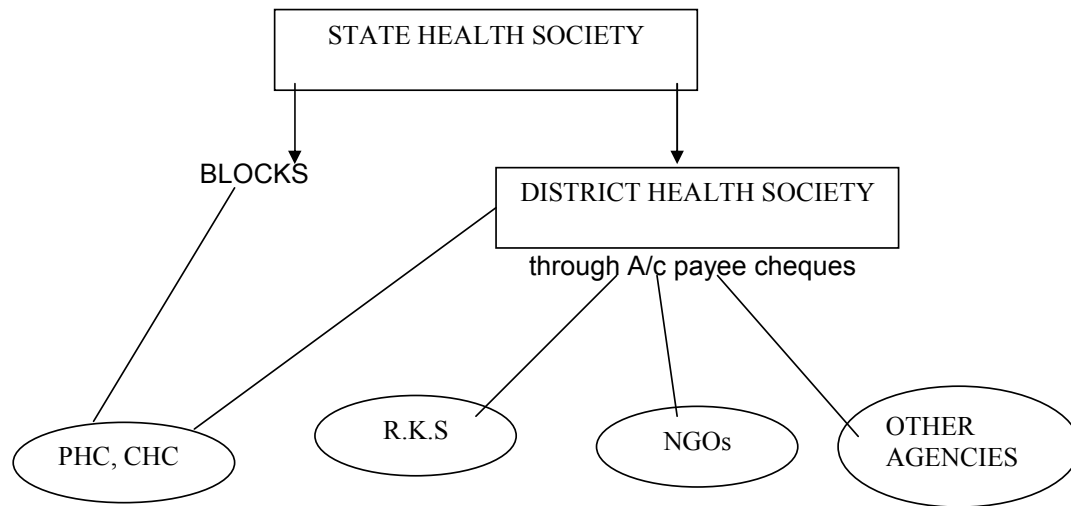 STATE HEALTH SOCIETY
BLOCKS
DISTRICT HEALTH SOCIETY
through A/c payee cheques
PHC, CHC
R.K.S
NGOs
OTHER
AGENCIES